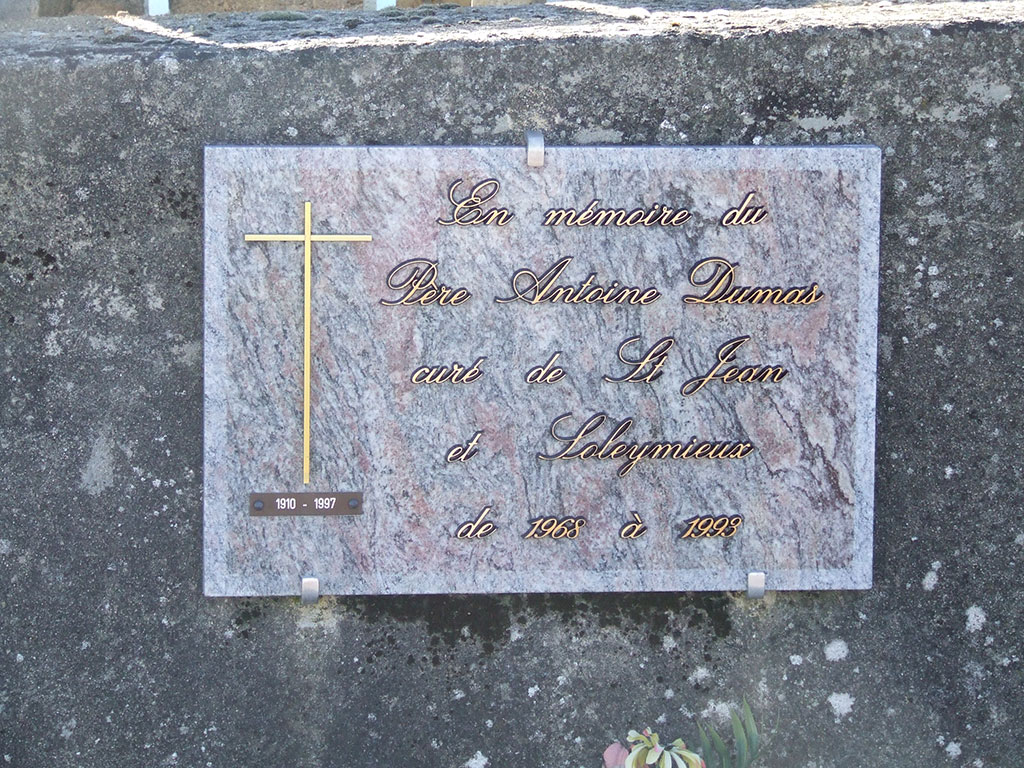 En mémoire du
Père Antoine Dumas
curé de St Jean
et Soleymieux
de 1968 à 1993
1910 - 1997